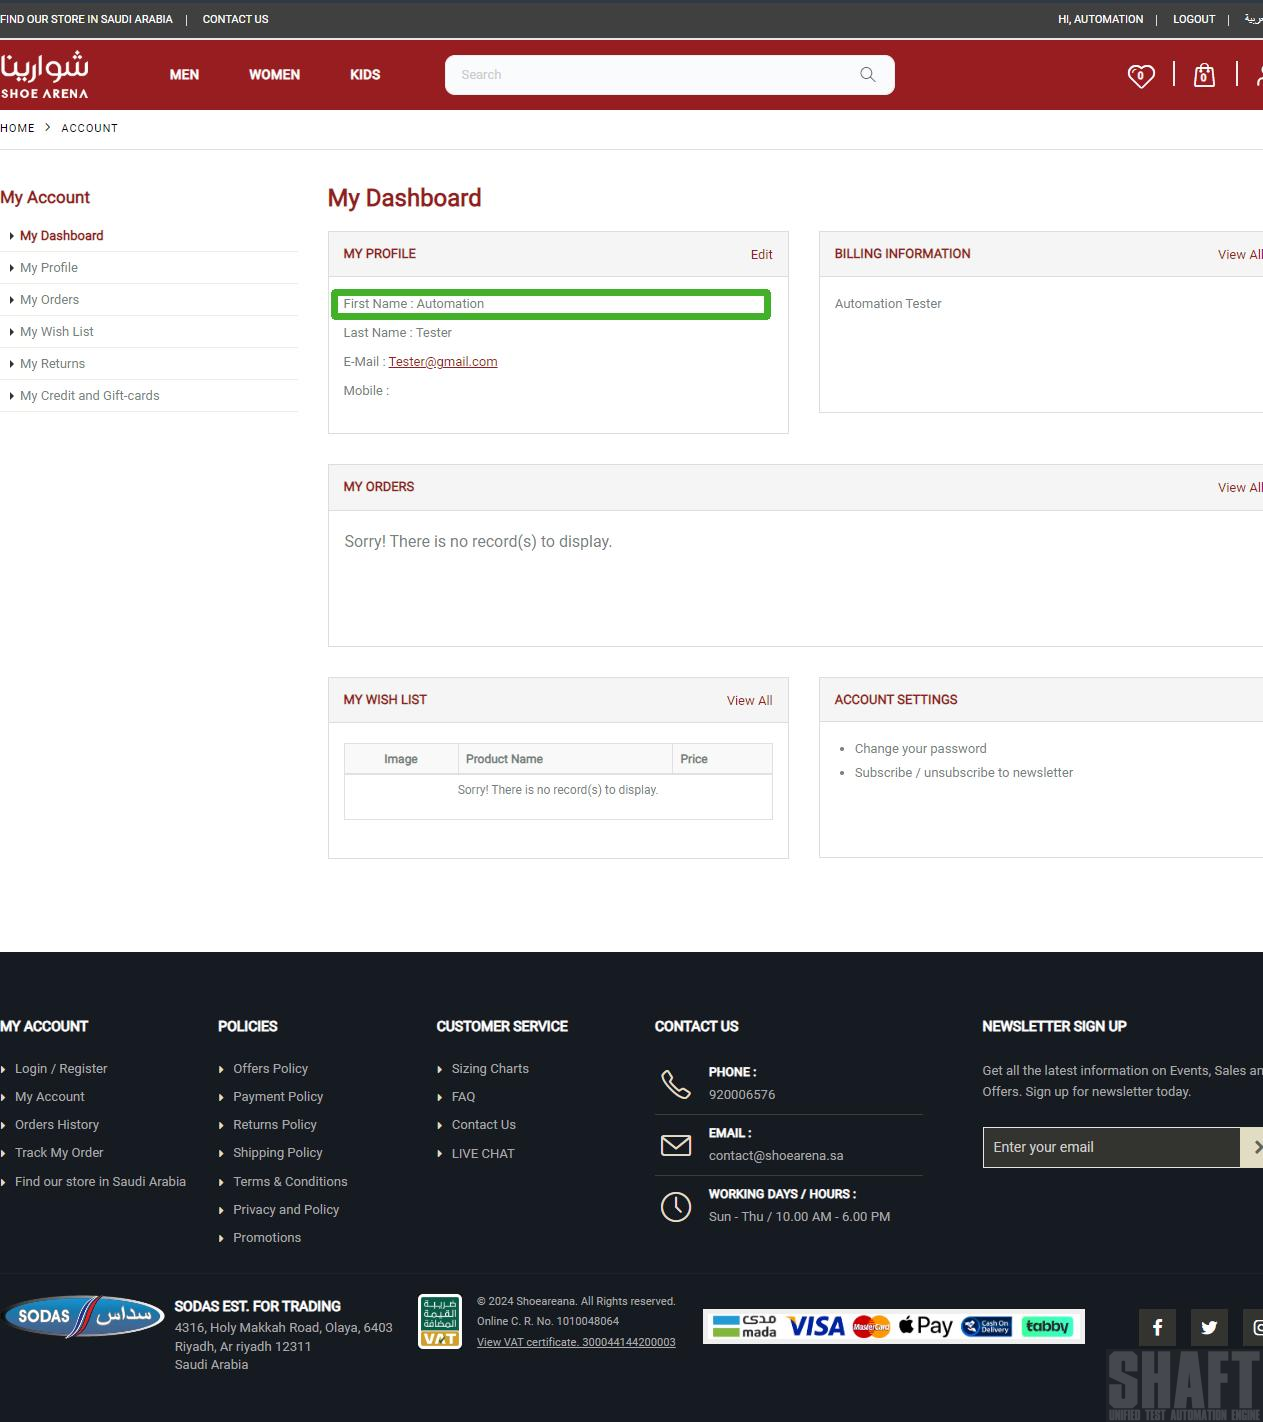 FIND OUR STORE IN SAUDI ARABIA | CONTACT US
HI, AUTOMATION | LOGOUT |
شوارينا
SHOE ARENA
MEN WOMEN KIDS
Search
0 0
HOME > ACCOUNT
My Account
My Dashboard
My Profile
My Orders
My Wish List
My Returns
My Credit and Gift-cards
My Dashboard
MY PROFILE Edit
First Name : Automation
Last Name : Tester
E-Mail : Tester@gmail.com
Mobile :
BILLING INFORMATION View All
Automation Tester
MY ORDERS View All
Sorry! There is no record(s) to display.
MY WISH LIST View All
Image Product Name Price
Sorry! There is no record(s) to display.
ACCOUNT SETTINGS
Change your password
Subscribe / unsubscribe to newsletter
MY ACCOUNT
Login / Register
My Account
Orders History
Track My Order
Find our store in Saudi Arabia
POLICIES
Offers Policy
Payment Policy
Returns Policy
Shipping Policy
Terms & Conditions
Privacy and Policy
Promotions
CUSTOMER SERVICE
Sizing Charts
FAQ
Contact Us
LIVE CHAT
CONTACT US
PHONE :
920006576
EMAIL :
contact@shoearena.sa
WORKING DAYS / HOURS :
Sun - Thu / 10.00 AM - 6.00 PM
NEWSLETTER SIGN UP
Get all the latest information on Events, Sales an
Offers. Sign up for newsletter today.
Enter your email
SODAS سداس
SODAS EST. FOR TRADING
4316, Holy Makkah Road, Olaya, 6403
Riyadh, Ar riyadh 12311
Saudi Arabia
ضريبة
القيمة
المضافة
VAT
© 2024 Shoeareana. All Rights reserved.
Online C. R. No. 1010048064
View VAT certificate. 300044144200003
مدى
mada
VISA
MasterCard
Pay
Cash On
Delivery
tabby
SHAFT
UNIFIED TEST AUTOMATION ENGINE